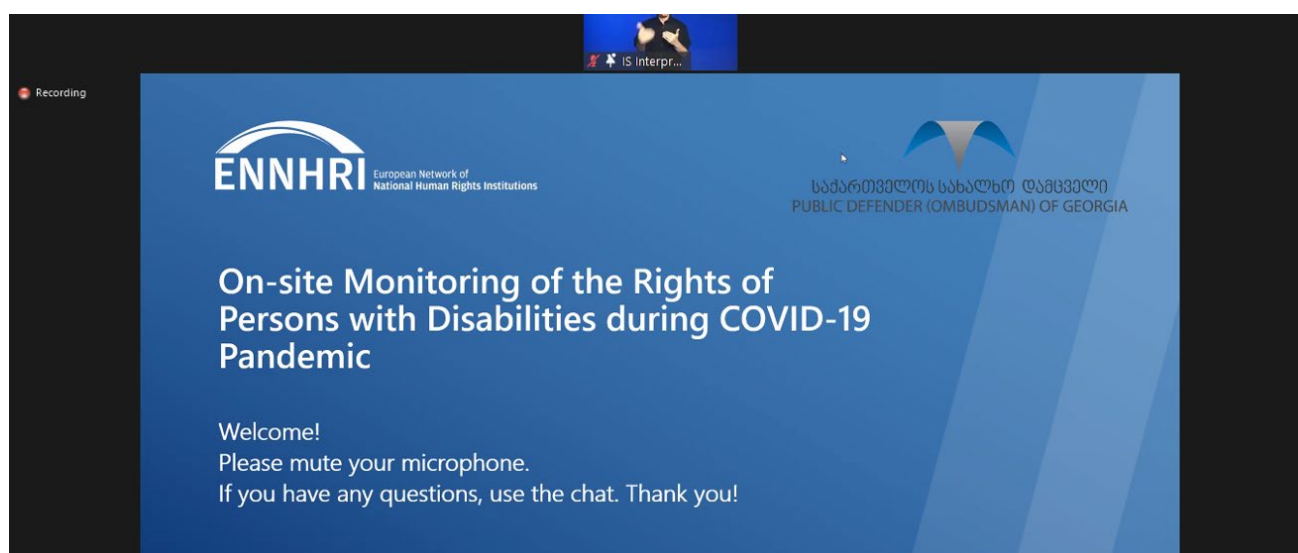 IS Interpr...
Recording
ENNHRI
European Network of
National Human Rights Institutions
საქართველოს სახალხო დამცველი
PUBLIC DEFENDER (OMBUDSMAN) OF GEORGIA
On-site Monitoring of the Rights of
Persons with Disabilities during COVID-19
Pandemic
Welcome!
Please mute your microphone.
If you have any questions, use the chat. Thank you!